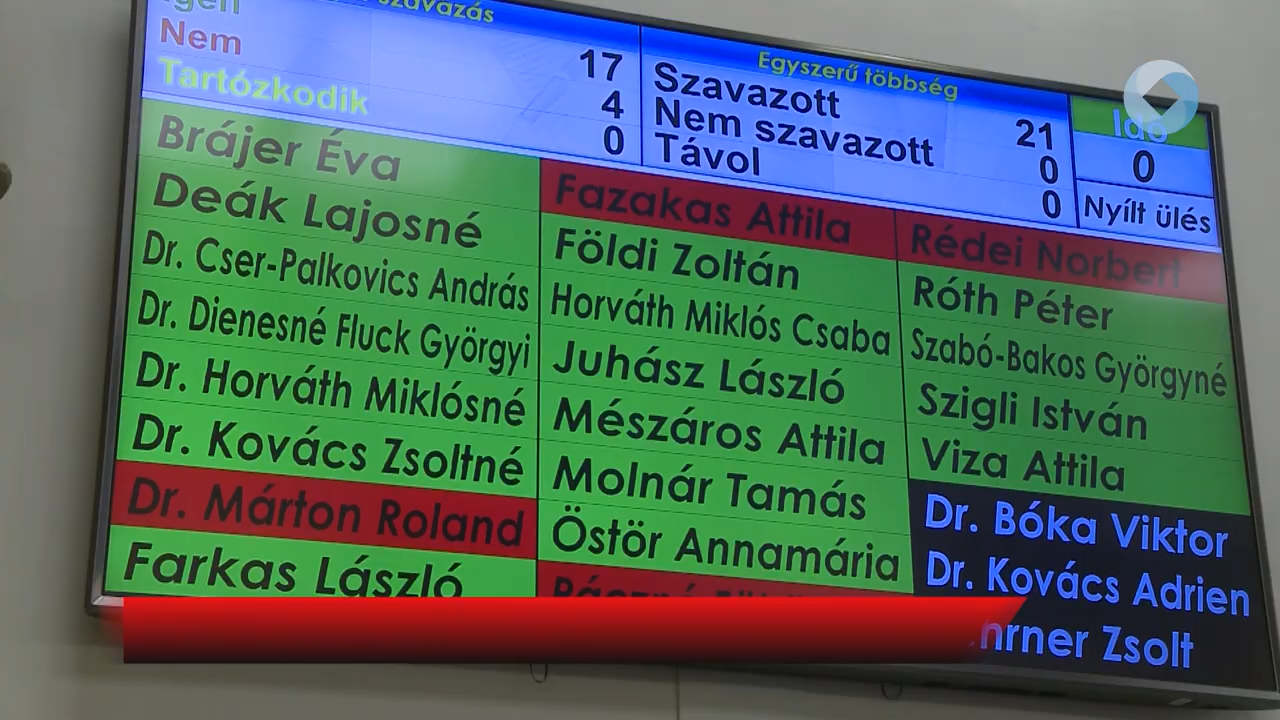 Igen
szavazás
Nem
17
Tartózkodik
4
0
Egyszerű többség
Szavazott
21
Nem szavazott
0
Távol
0
Idő
0
Nyílt ülés
Brájer Éva
Deák Lajosné
Dr. Cser-Palkovics András
Dr. Dienesné Fluck Györgyi
Dr. Horváth Miklósné
Dr. Kovács Zsoltné
Dr. Márton Roland
Farkas László
Fazakas Attila
Földi Zoltán
Horváth Miklós Csaba
Juhász László
Mészáros Attila
Molnár Tamás
Östör Annamária
Rédei Norbert
Róth Péter
Szabó-Bakos Györgyné
Szigli István
Viza Attila
Dr. Bóka Viktor
Dr. Kovács Adrien
Zsolt